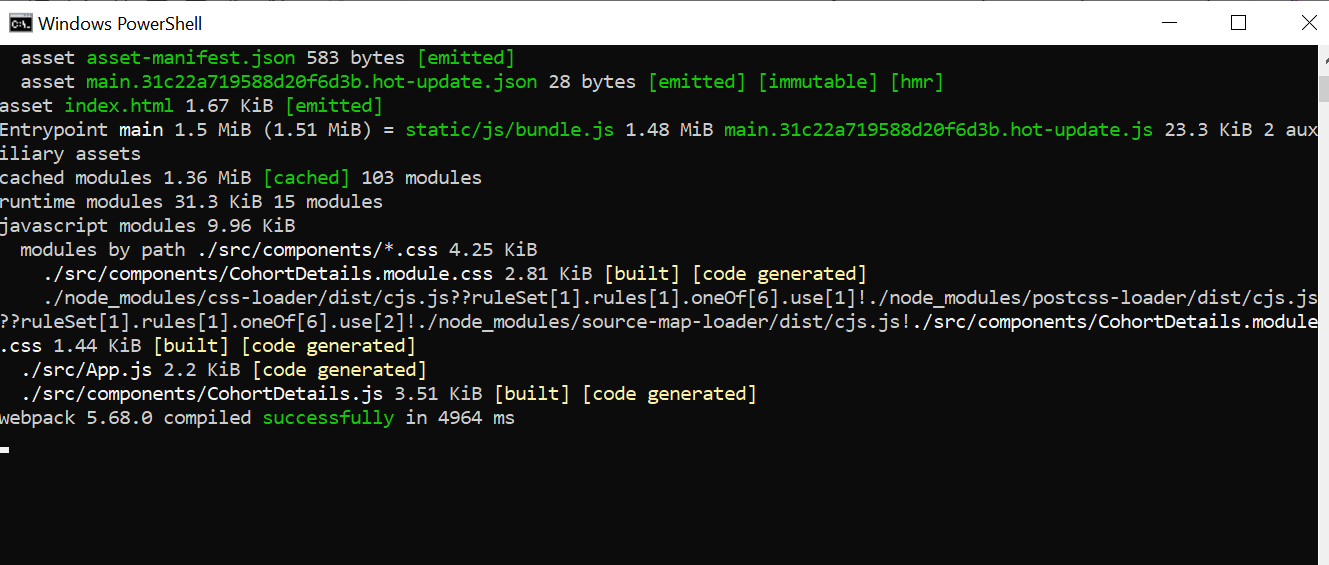 Windows PowerShell
asset asset-manifest.json 583 bytes [emitted]
asset main.31c22a719588d20f6d3b.hot-update.json 28 bytes [emitted] [immutable] [hmr]
asset index.html 1.67 KiB [emitted]
Entrypoint main 1.5 MiB (1.51 MiB) = static/js/bundle.js 1.48 MiB main.31c22a719588d20f6d3b.hot-update.js 23.3 KiB 2 aux
iliary assets
cached modules 1.36 MiB [cached] 103 modules
runtime modules 31.3 KiB 15 modules
javascript modules 9.96 KiB
modules by path ./src/components/*.css 4.25 KiB
./src/components/CohortDetails.module.css 2.81 KiB [built] [code generated]
./node_modules/css-loader/dist/cjs.js??ruleSet[1].rules[1].oneOf[6].use[1]!./node_modules/postcss-loader/dist/cjs.js
??ruleSet[1].rules[1].oneOf[6].use[2]!./node_modules/source-map-loader/dist/cjs.js!./src/components/CohortDetails.module
.css 1.44 KiB [built] [code generated]
./src/App.js 2.2 KiB [code generated]
./src/components/CohortDetails.js 3.51 KiB [built] [code generated]
webpack 5.68.0 compiled successfully in 4964 ms